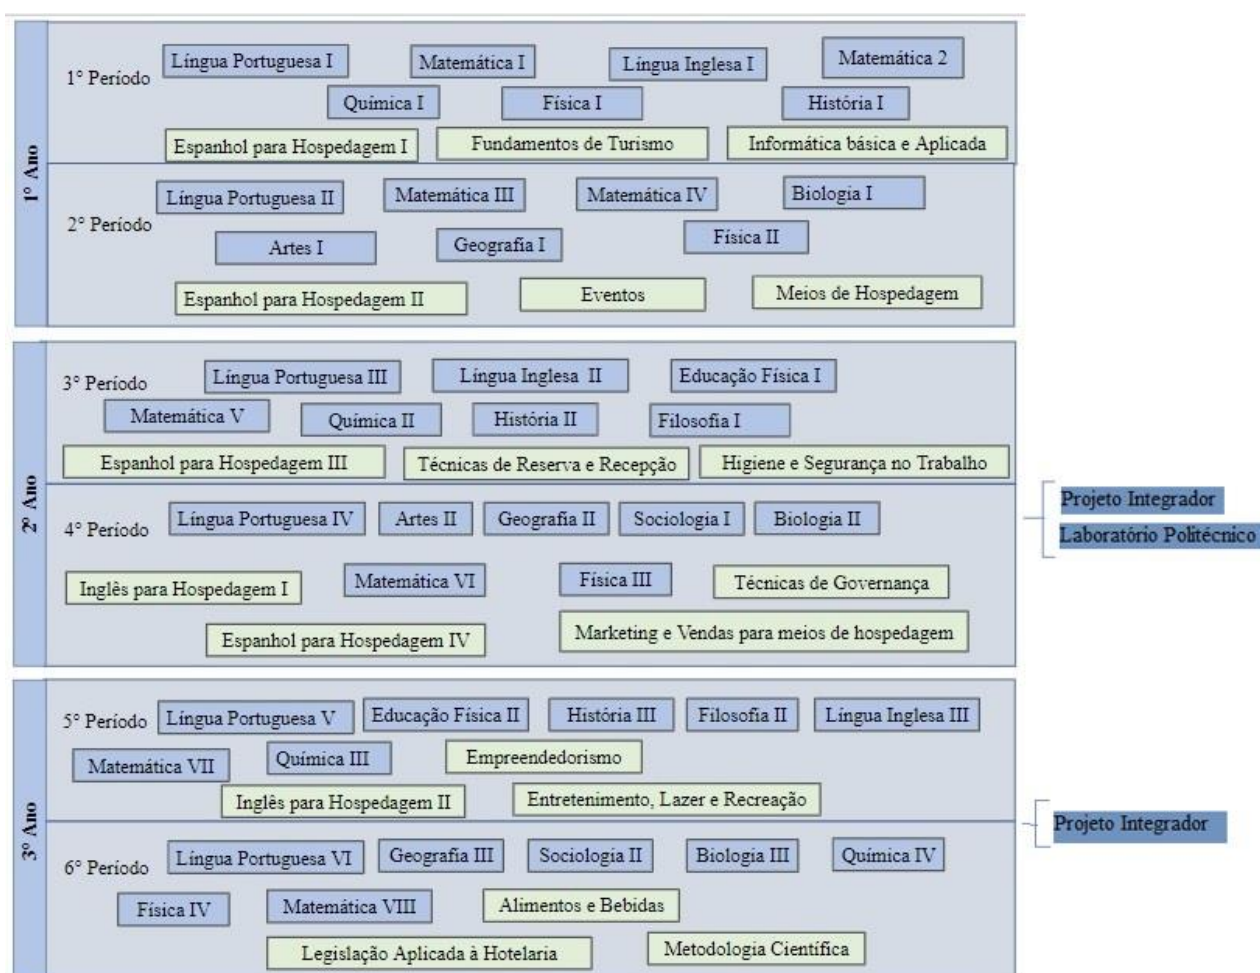 1° Ano
1° Período
Língua Portuguesa I
Matemática I
Língua Inglesa I
Matemática 2
Química I
Física I
História I
Espanhol para Hospedagem I
Fundamentos de Turismo
Informática básica e Aplicada
2° Período
Língua Portuguesa II
Matemática III
Matemática IV
Biologia I
Artes I
Geografia I
Física II
Espanhol para Hospedagem II
Eventos
Meios de Hospedagem
2° Ano
3° Período
Língua Portuguesa III
Língua Inglesa II
Educação Física I
Matemática V
Química II
História II
Filosofia I
Espanhol para Hospedagem III
Técnicas de Reserva e Recepção
Higiene e Segurança no Trabalho
4° Período
Língua Portuguesa IV
Artes II
Geografia II
Sociologia I
Biologia II
Inglês para Hospedagem I
Matemática VI
Física III
Técnicas de Governança
Espanhol para Hospedagem IV
Marketing e Vendas para meios de hospedagem
Projeto Integrador
Laboratório Politécnico
3° Ano
5° Período
Língua Portuguesa V
Educação Física II
História III
Filosofia II
Língua Inglesa III
Matemática VII
Química III
Empreendedorismo
Inglês para Hospedagem II
Entretenimento, Lazer e Recreação
6° Período
Língua Portuguesa VI
Geografia III
Sociologia II
Biologia III
Química IV
Física IV
Matemática VIII
Alimentos e Bebidas
Legislação Aplicada à Hotelaria
Metodologia Científica
Projeto Integrador